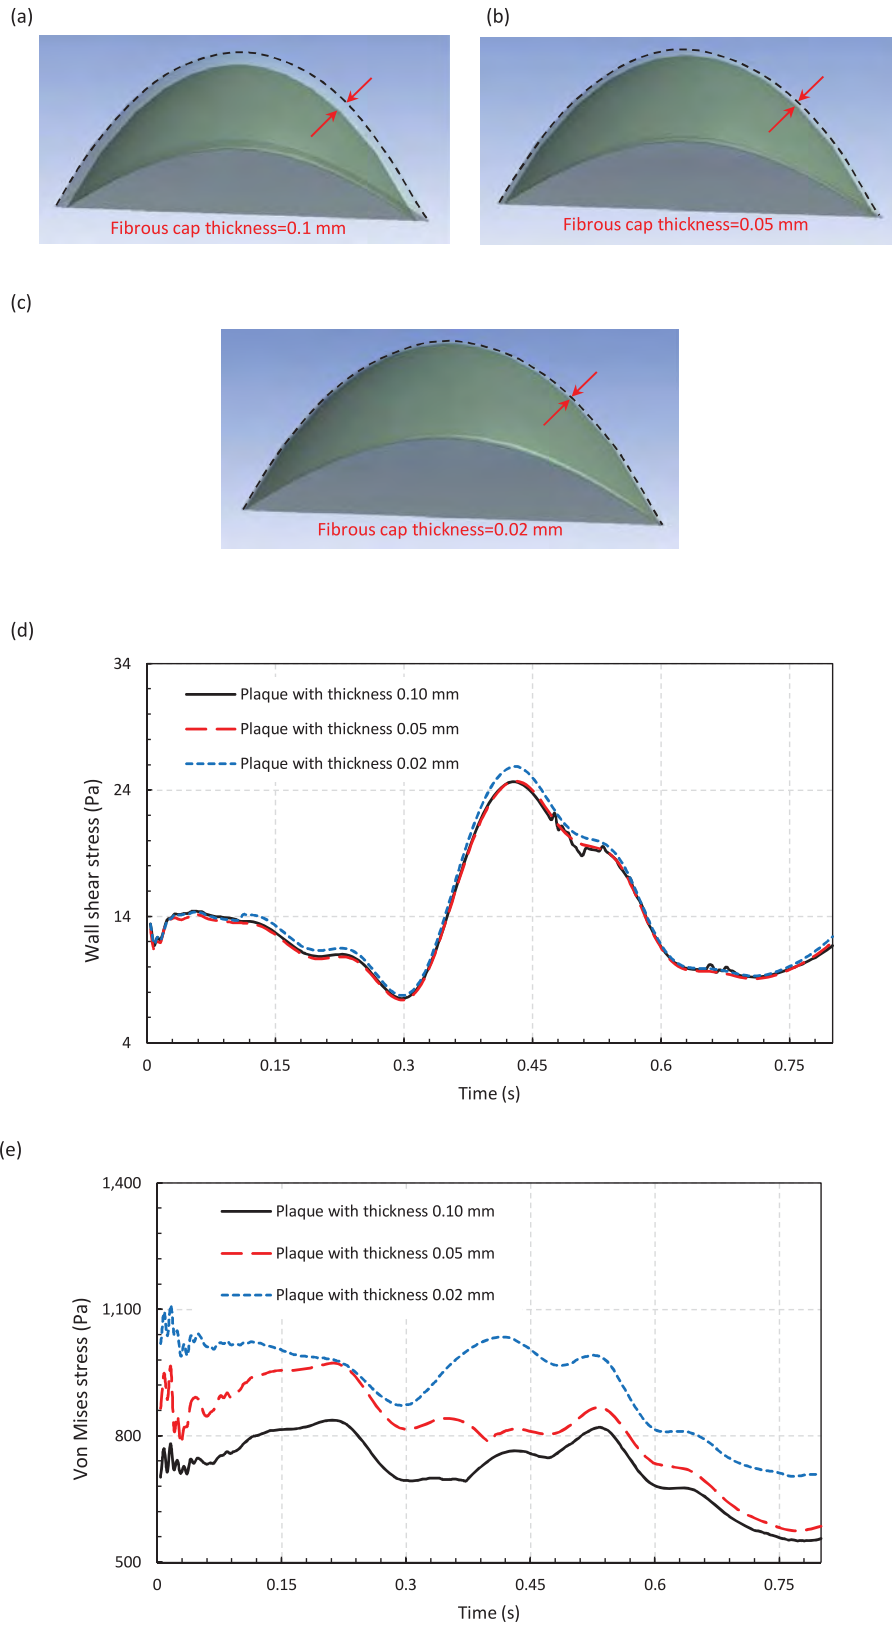 (a)
(b)
Fibrous cap thickness=0.1 mm
Fibrous cap thickness=0.05 mm
(c)
Fibrous cap thickness=0.02 mm
(d)
34
24
14
4
Wall shear stress (Pa)
Plaque with thickness 0.10 mm
Plaque with thickness 0.05 mm
Plaque with thickness 0.02 mm
0
0.15
0.3
0.45
0.6
0.75
Time (s)
(e)
1,400
1,100
800
500
Von Mises stress (Pa)
Plaque with thickness 0.10 mm
Plaque with thickness 0.05 mm
Plaque with thickness 0.02 mm
0
0.15
0.3
0.45
0.6
0.75
Time (s)